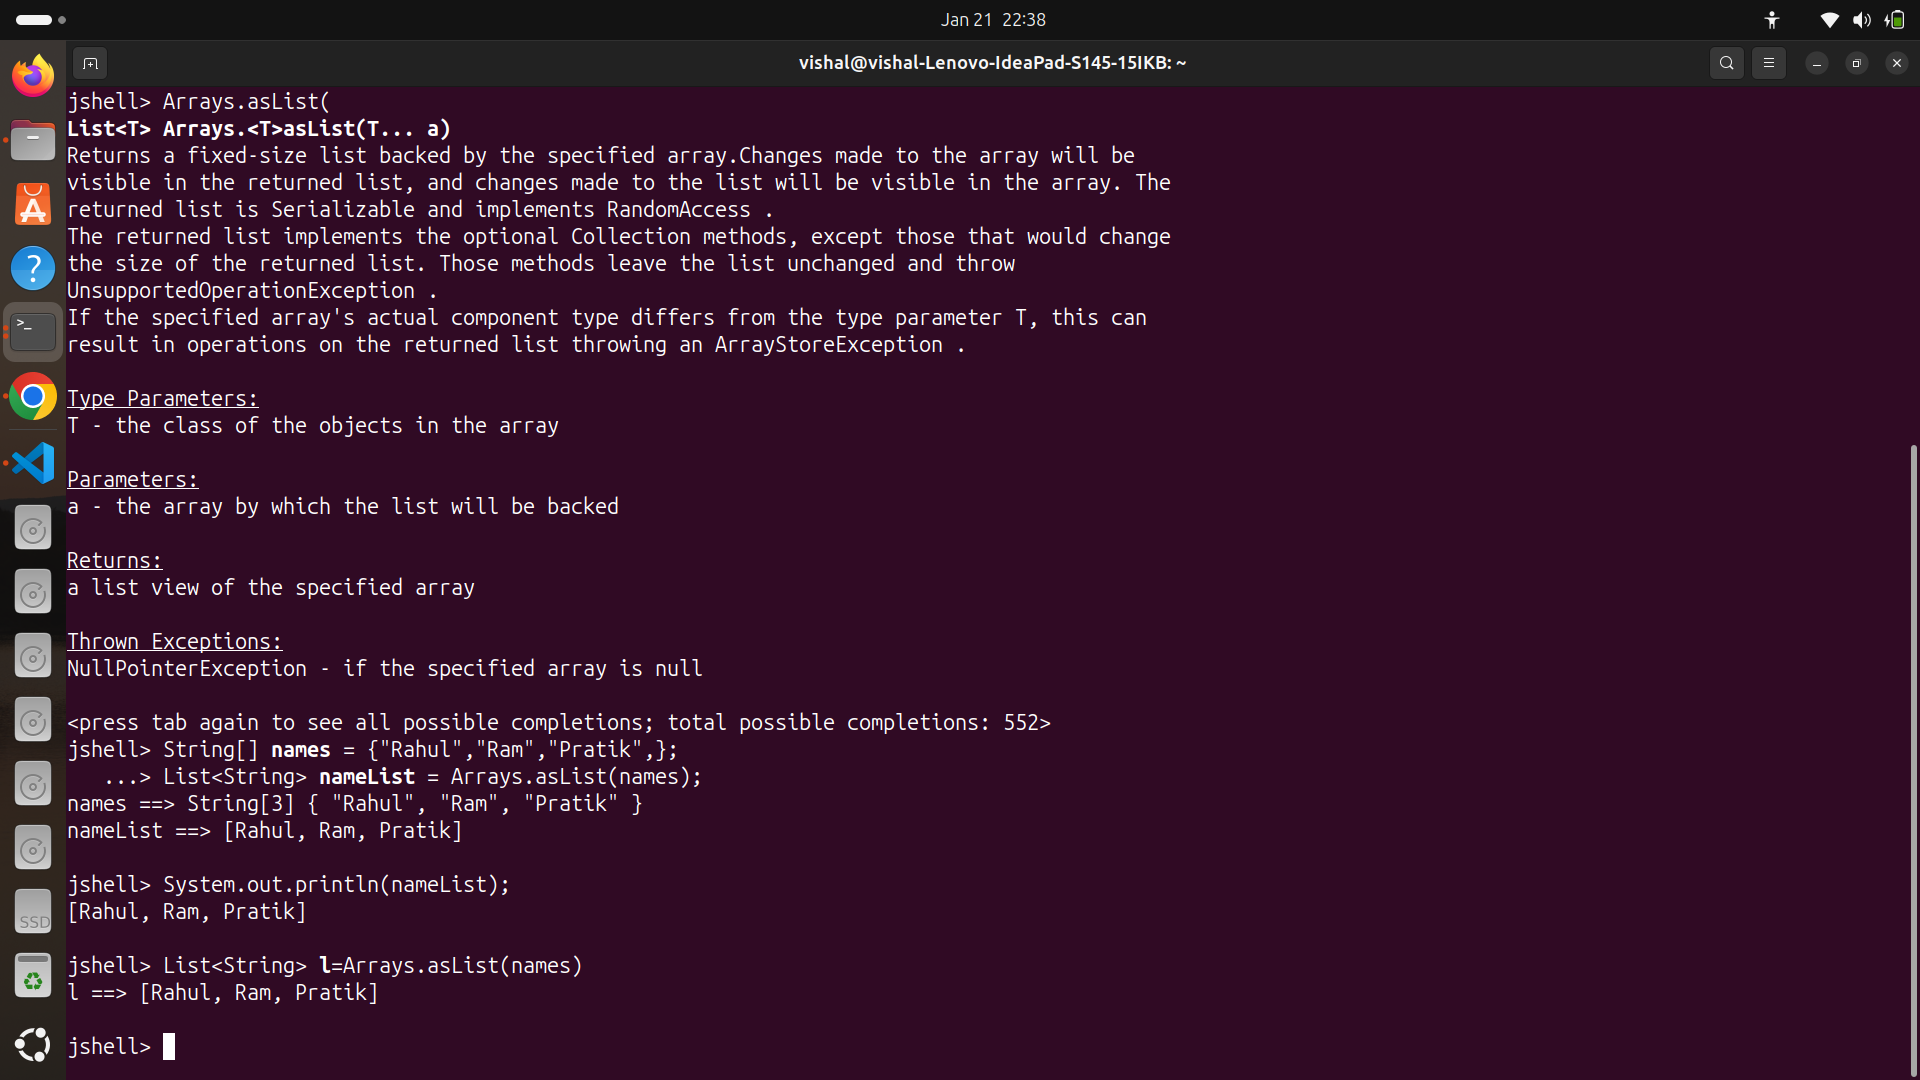 Jan 21 22:38
vishal@vishal-Lenovo-IdeaPad-S145-15IKB: ~
jshell> Arrays.asList(
List<T> Arrays.<T>asList(T... a)
Returns a fixed-size list backed by the specified array.Changes made to the array will be
visible in the returned list, and changes made to the list will be visible in the array. The
returned list is Serializable and implements RandomAccess .
The returned list implements the optional Collection methods, except those that would change
the size of the returned list. Those methods leave the list unchanged and throw
UnsupportedOperationException .
If the specified array's actual component type differs from the type parameter T, this can
result in operations on the returned list throwing an ArrayStoreException .
Type Parameters:
T - the class of the objects in the array
Parameters:
a - the array by which the list will be backed
Returns:
a list view of the specified array
Thrown Exceptions:
NullPointerException - if the specified array is null
<press tab again to see all possible completions; total possible completions: 552>
jshell> String[] names = {"Rahul","Ram","Pratik",};
   ...> List<String> nameList = Arrays.asList(names);
names ==> String[3] { "Rahul", "Ram", "Pratik" }
nameList ==> [Rahul, Ram, Pratik]
jshell> System.out.println(nameList);
[Rahul, Ram, Pratik]
jshell> List<String> l=Arrays.asList(names)
l ==> [Rahul, Ram, Pratik]
jshell>
SSD